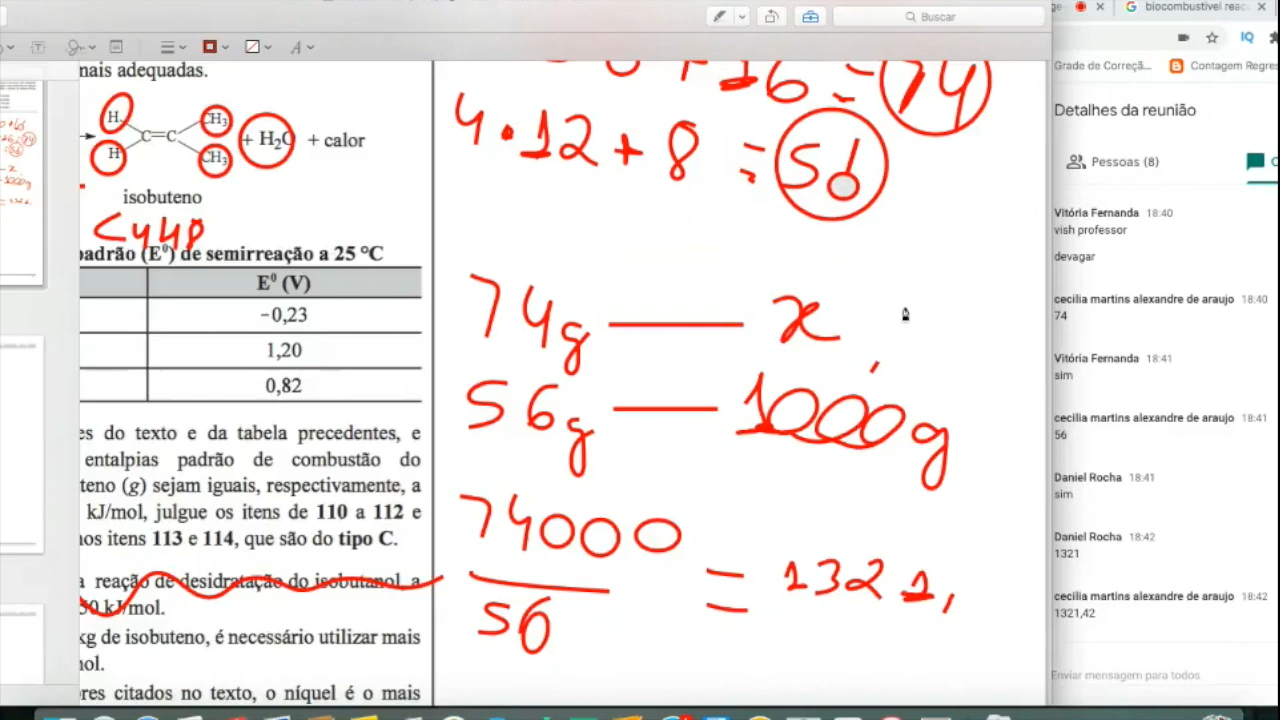 Buscar
biocombustivel reac
Grade de Correçã...
Contagem Regres
nais adequadas.
H
CH3
C=C
+ H2O + calor
H
CH3
isobuteno
C4H8
padrão (E⁰) de semirreação a 25 °C
E⁰ (V)
−0,23
1,20
0,82
es do texto e da tabela precedentes, e
entalpias padrão de combustão do
teno (g) sejam iguais, respectivamente, a
kJ/mol, julgue os itens de 110 a 112 e
nos itens 113 e 114, que são do tipo C.
a reação de desidratação do isobutanol a
50 kJ/mol.
kg de isobuteno, é necessário utilizar mais
nol.
res citados no texto, o níquel é o mais
+ 16 = 74
4 · 12 + 8 = 56
74g — x
56g — 1000g
74000
56
= 1321,
Detalhes da reunião
Pessoas (8)
Vitória Fernanda 18:40
vish professor
devagar
cecilia martins alexandre de araujo 18:40
74
Vitória Fernanda 18:41
sim
cecilia martins alexandre de araujo 18:41
56
Daniel Rocha 18:41
sim
Daniel Rocha 18:42
1321
cecilia martins alexandre de araujo 18:42
1321,42
Enviar mensagem para todos